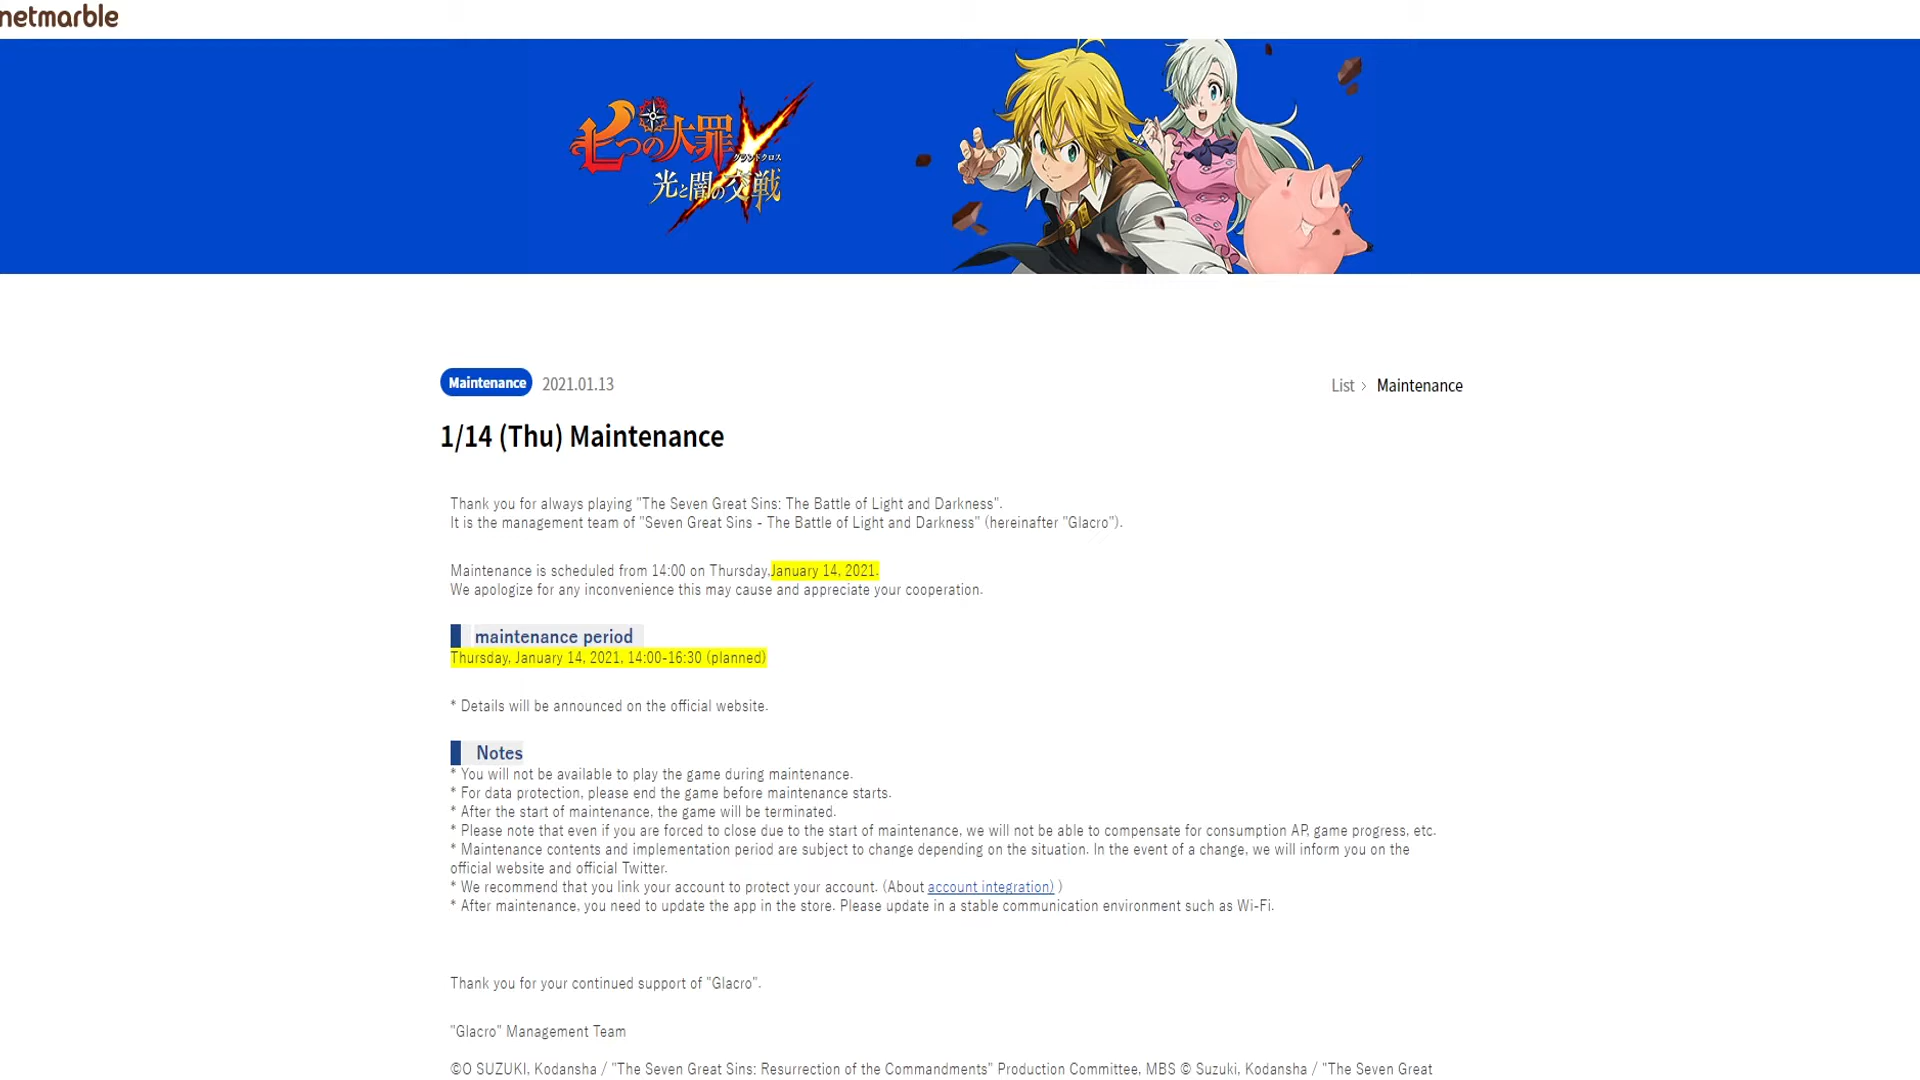 netmarble
七つの大罪
グランドクロス
光と闇の交戦
Maintenance 2021.01.13
List > Maintenance
1/14 (Thu) Maintenance
Thank you for always playing "The Seven Great Sins: The Battle of Light and Darkness".
It is the management team of "Seven Great Sins - The Battle of Light and Darkness" (hereinafter "Glacro").
Maintenance is scheduled from 14:00 on Thursday, January 14, 2021.
We apologize for any inconvenience this may cause and appreciate your cooperation.
maintenance period
Thursday, January 14, 2021, 14:00-16:30 (planned)
* Details will be announced on the official website.
Notes
* You will not be available to play the game during maintenance.
* For data protection, please end the game before maintenance starts.
* After the start of maintenance, the game will be terminated.
* Please note that even if you are forced to close due to the start of maintenance, we will not be able to compensate for consumption AP, game progress, etc.
* Maintenance contents and implementation period are subject to change depending on the situation. In the event of a change, we will inform you on the
official website and official Twitter.
* We recommend that you link your account to protect your account. (About account integration) )
* After maintenance, you need to update the app in the store. Please update in a stable communication environment such as Wi-Fi.
Thank you for your continued support of "Glacro".
"Glacro" Management Team
©O SUZUKI, Kodansha / "The Seven Great Sins: Resurrection of the Commandments" Production Committee, MBS © Suzuki, Kodansha / "The Seven Great